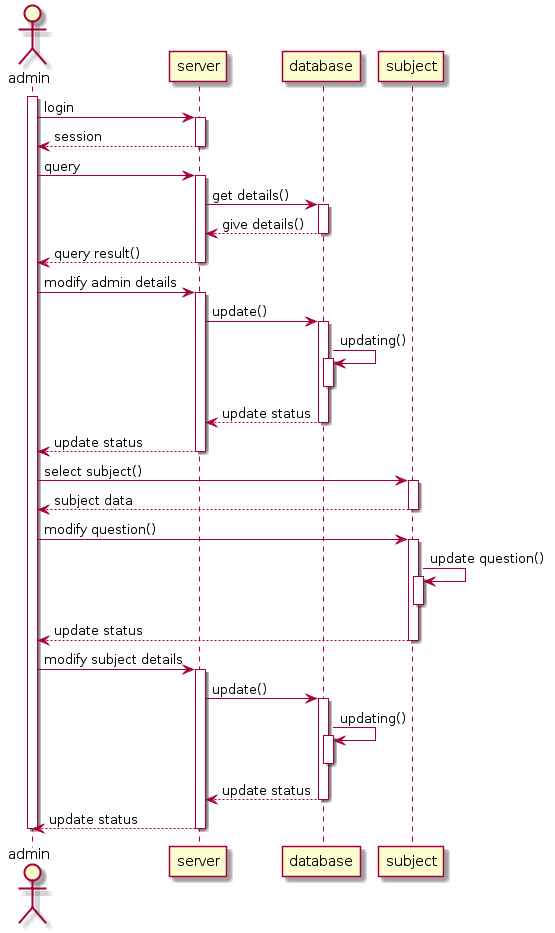 admin
server
database
subject
login
session
query
get details()
give details()
query result()
modify admin details
update()
updating()
update status
update status
select subject()
subject data
modify question()
update question()
update status
modify subject details
update()
updating()
update status
update status
admin
server
database
subject